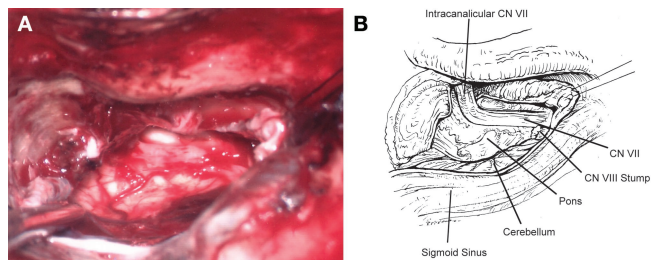 A
B
Intracanalicular CN VII
CN VII
CN VIII Stump
Pons
Cerebellum
Sigmoid Sinus